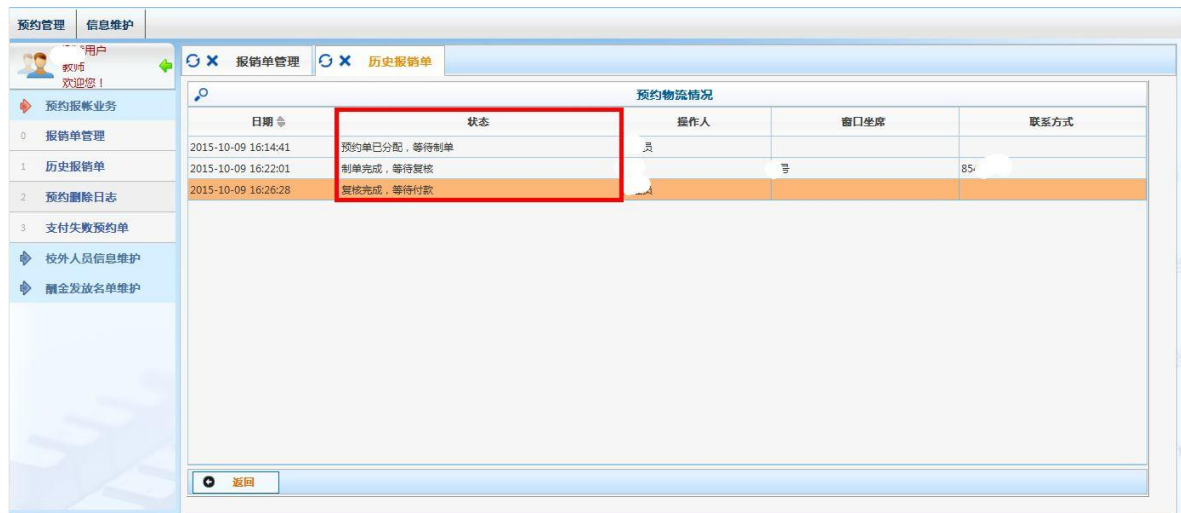 预约管理 信息维护
用户
教师
欢迎您！
预约报帐业务
0 报销单管理
1 历史报销单
2 预约删除日志
3 支付失败预约单
校外人员信息维护
酬金发放名单维护
报销单管理 历史报销单
预约物流情况
日期 状态 操作人 窗口坐席 联系方式
2015-10-09 16:14:41 预约单已分配，等待制单 员
2015-10-09 16:22:01 制单完成，等待复核 号 854
2015-10-09 16:26:28 复核完成，等待付款
返回